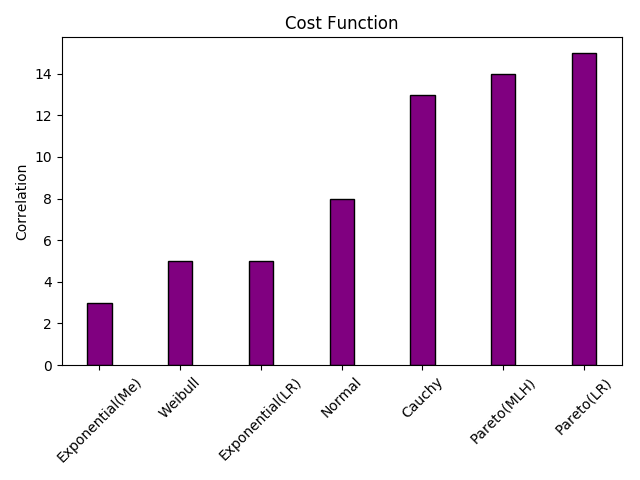 Cost Function
Correlation
14
12
10
8
6
4
2
0
Exponential(Me)
Weibull
Exponential(LR)
Normal
Cauchy
Pareto(MLH)
Pareto(LR)